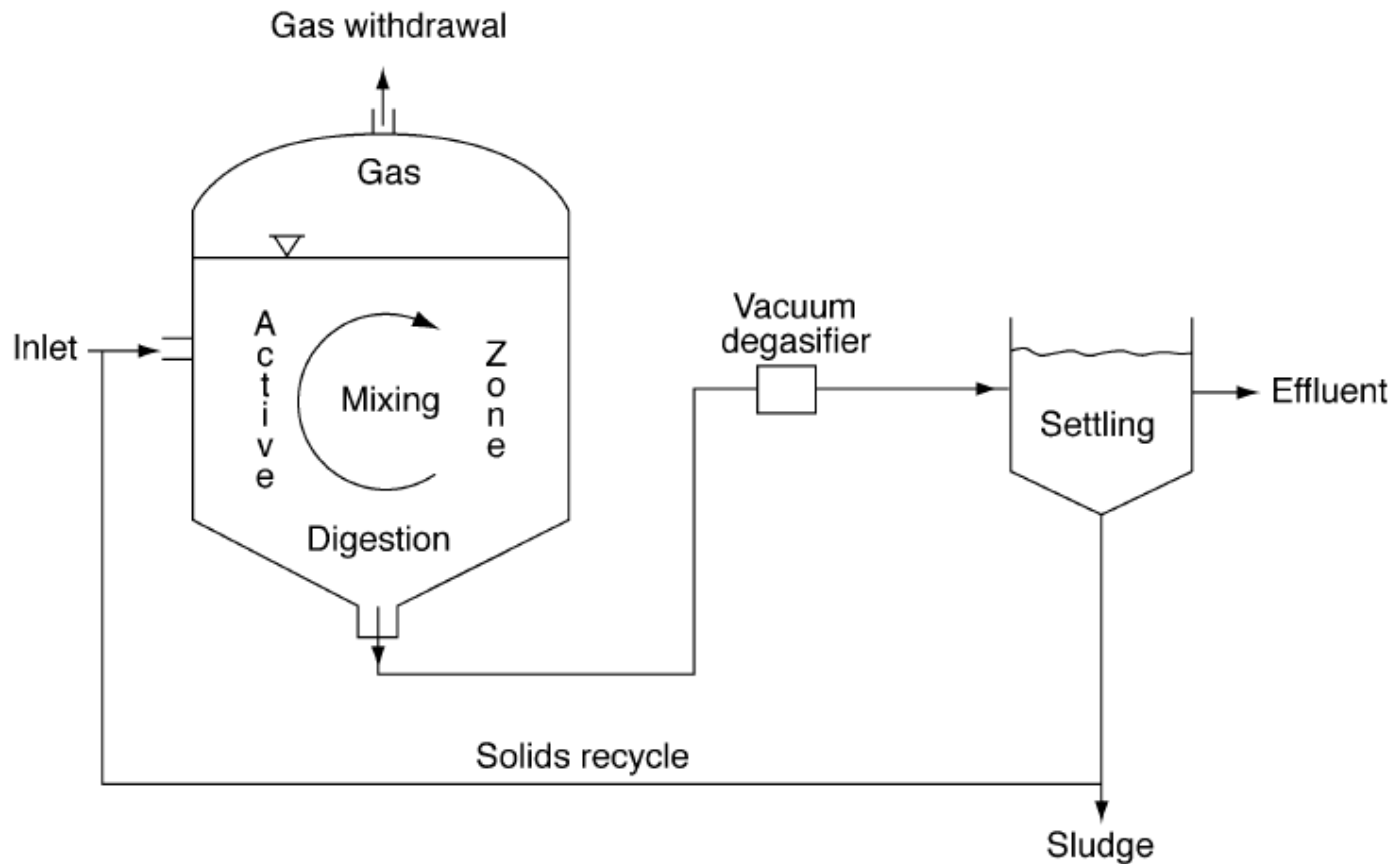 Gas withdrawal
Gas
Inlet
Active
Mixing
Zone
Digestion
Vacuum
degasifier
Settling
Effluent
Solids recycle
Sludge